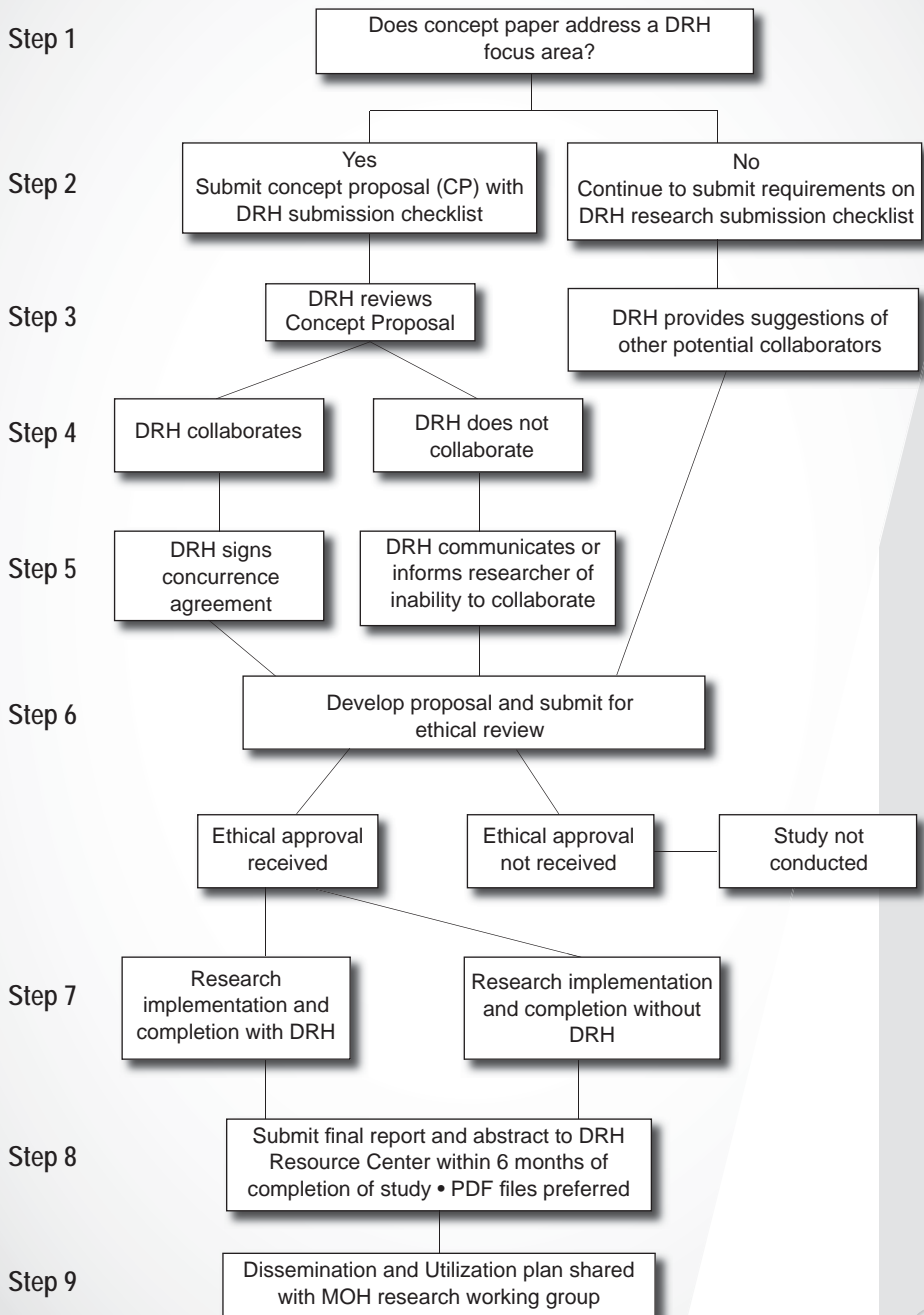 Step 1
Does concept paper address a DRH
focus area?
Step 2
Yes
Submit concept proposal (CP) with
DRH submission checklist
No
Continue to submit requirements on
DRH research submission checklist
Step 3
DRH reviews
Concept Proposal
DRH provides suggestions of
other potential collaborators
Step 4
DRH collaborates
DRH does not
collaborate
Step 5
DRH signs
concurrence
agreement
DRH communicates or
informs researcher of
inability to collaborate
Step 6
Develop proposal and submit for
ethical review
Ethical approval
received
Ethical approval
not received
Study not
conducted
Step 7
Research
implementation and
completion with DRH
Research implementation
and completion without
DRH
Step 8
Submit final report and abstract to DRH
Resource Center within 6 months of
completion of study • PDF files preferred
Step 9
Dissemination and Utilization plan shared
with MOH research working group